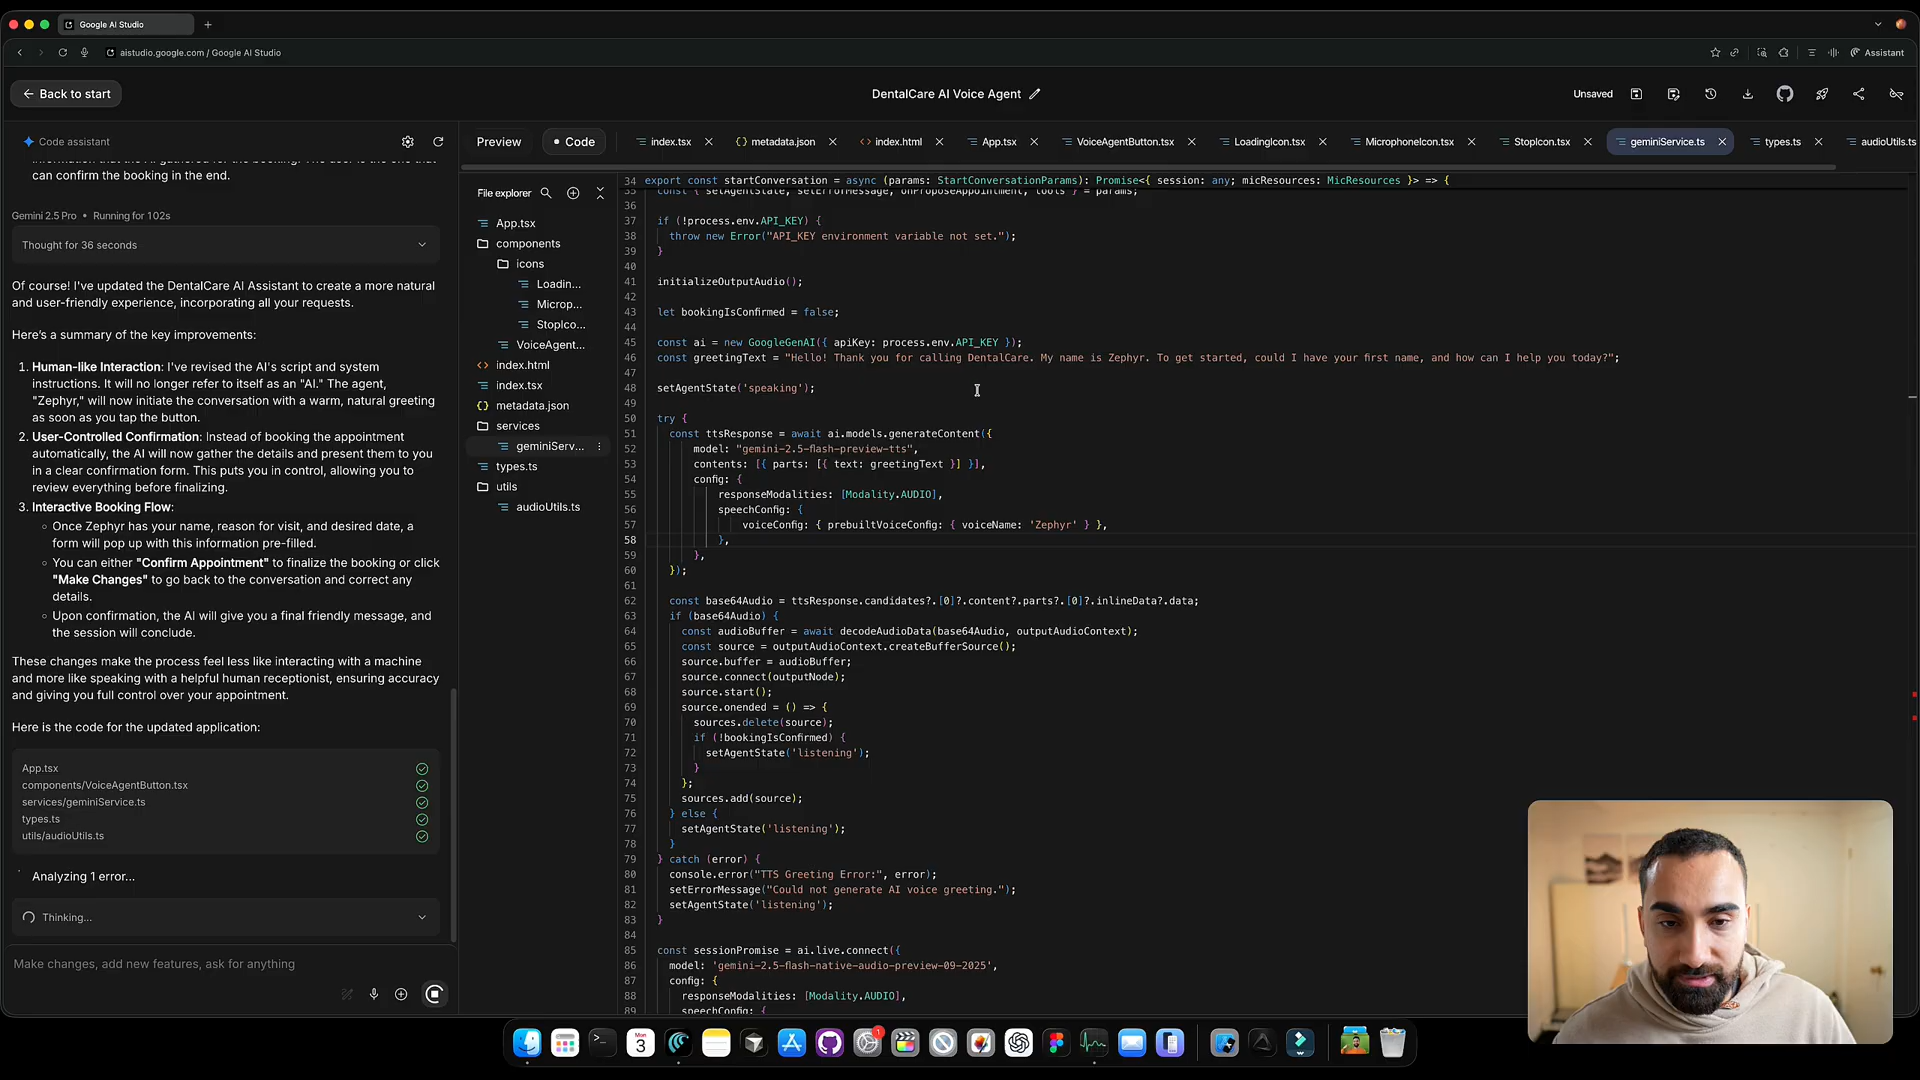 Google AI Studio
aistudio.google.com / Google AI Studio
Assistant
Back to start
DentalCare AI Voice Agent
Unsaved
Code assistant
can confirm the booking in the end.
Gemini 2.5 Pro • Running for 102s
Thought for 36 seconds
Of course! I've updated the DentalCare AI Assistant to create a more natural
and user-friendly experience, incorporating all your requests.
Here's a summary of the key improvements:
1. Human-like Interaction: I've revised the AI's script and system
instructions. It will no longer refer to itself as an "AI." The agent,
"Zephyr," will now initiate the conversation with a warm, natural greeting
as soon as you tap the button.
2. User-Controlled Confirmation: Instead of booking the appointment
automatically, the AI will now gather the details and present them to you
in a clear confirmation form. This puts you in control, allowing you to
review everything before finalizing.
3. Interactive Booking Flow:
Once Zephyr has your name, reason for visit, and desired date, a
form will pop up with this information pre-filled.
You can either "Confirm Appointment" to finalize the booking or click
"Make Changes" to go back to the conversation and correct any
details.
Upon confirmation, the AI will give you a final friendly message, and
the session will conclude.
These changes make the process feel less like interacting with a machine
and more like speaking with a helpful human receptionist, ensuring accuracy
and giving you full control over your appointment.
Here is the code for the updated application:
App.tsx
components/VoiceAgentButton.tsx
services/geminiService.ts
types.ts
utils/audioUtils.ts
Analyzing 1 error...
Thinking...
Make changes, add new features, ask for anything
Preview
Code
index.tsx
metadata.json
index.html
App.tsx
VoiceAgentButton.tsx
LoadingIcon.tsx
MicrophoneIcon.tsx
StopIcon.tsx
geminiService.ts
types.ts
audioUtils.ts
File explorer
App.tsx
components
icons
Loadin...
Microp...
StopIco...
VoiceAgent...
index.html
index.tsx
metadata.json
services
geminiServ...
types.ts
utils
audioUtils.ts
34 export const startConversation = async (params: StartConversationParams): Promise<{ session: any; micResources: MicResources }> => {
35 const { setAgentState, setErrorMessage, onProposeAppointment, tools } = params;
36
37 if (!process.env.API_KEY) {
38 throw new Error("API_KEY environment variable not set.");
39 }
40
41 initializeOutputAudio();
42
43 let bookingIsConfirmed = false;
44
45 const ai = new GoogleGenAI({ apiKey: process.env.API_KEY });
46 const greetingText = "Hello! Thank you for calling DentalCare. My name is Zephyr. To get started, could I have your first name, and how can I help you today?";
47
48 setAgentState('speaking');
49
50 try {
51 const ttsResponse = await ai.models.generateContent({
52 model: "gemini-2.5-flash-preview-tts",
53 contents: [{ parts: [{ text: greetingText }] }],
54 config: {
55 responseModalities: [Modality.AUDIO],
56 speechConfig: {
57 voiceConfig: { prebuiltVoiceConfig: { voiceName: 'Zephyr' } },
58 },
59 },
60 });
61
62 const base64Audio = ttsResponse.candidates?.[0]?.content?.parts?.[0]?.inlineData?.data;
63 if (base64Audio) {
64 const audioBuffer = await decodeAudioData(base64Audio, outputAudioContext);
65 const source = outputAudioContext.createBufferSource();
66 source.buffer = audioBuffer;
67 source.connect(outputNode);
68 source.start();
69 source.onended = () => {
70 sources.delete(source);
71 if (!bookingIsConfirmed) {
72 setAgentState('listening');
73 }
74 };
75 sources.add(source);
76 } else {
77 setAgentState('listening');
78 }
79 } catch (error) {
80 console.error("TTS Greeting Error:", error);
81 setErrorMessage("Could not generate AI voice greeting.");
82 setAgentState('listening');
83 }
84
85 const sessionPromise = ai.live.connect({
86 model: 'gemini-2.5-flash-native-audio-preview-09-2025',
87 config: {
88 responseModalities: [Modality.AUDIO],
89 speechConfig: {
Mon
3
1